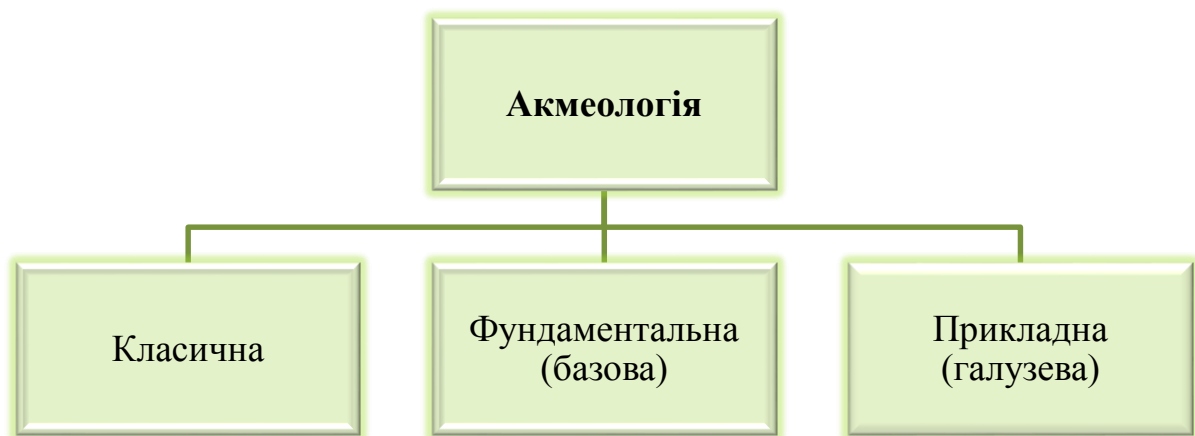 Акмеологія
Класична
Фундаментальна
(базова)
Прикладна
(галузева)